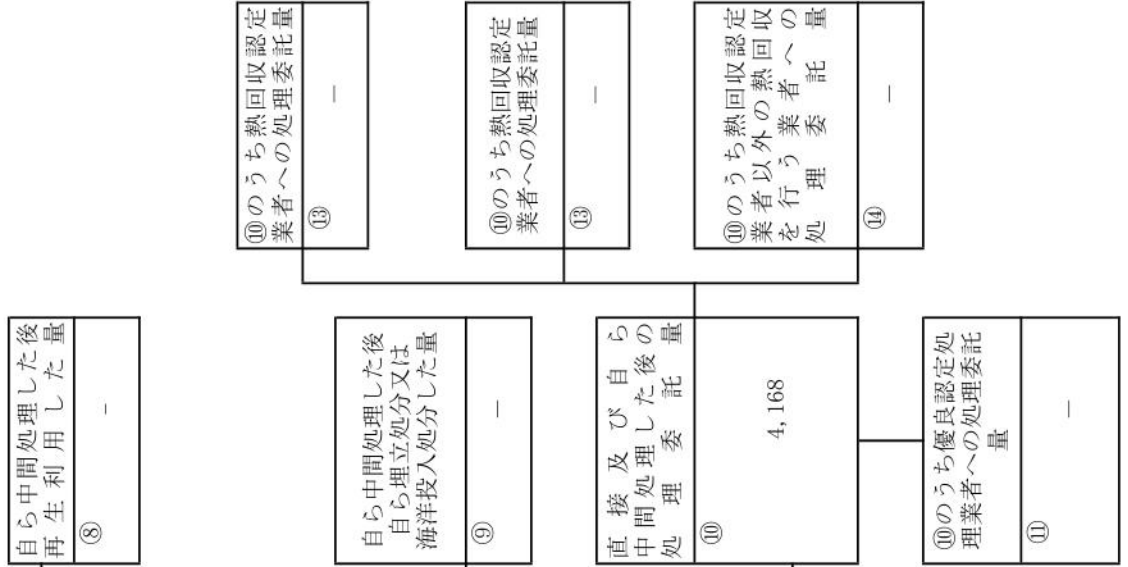 ⑩のうち優良認定処
理業者への処理委託
量
⑪
－
直接及び自ら
中間処理した後の
処理委託量
⑩
4,168
自ら中間処理した後
自ら埋立処分又は
海洋投入処分した量
⑨
－
自ら中間処理した後
再生利用した量
⑧
－
⑩のうち熱回収認定
業者以外の熱回収
を行う業者への
処理委託量
⑭
－
⑩のうち熱回収認定
業者への処理委託量
⑬
－
⑩のうち熱回収認定
業者への処理委託量
⑬
－